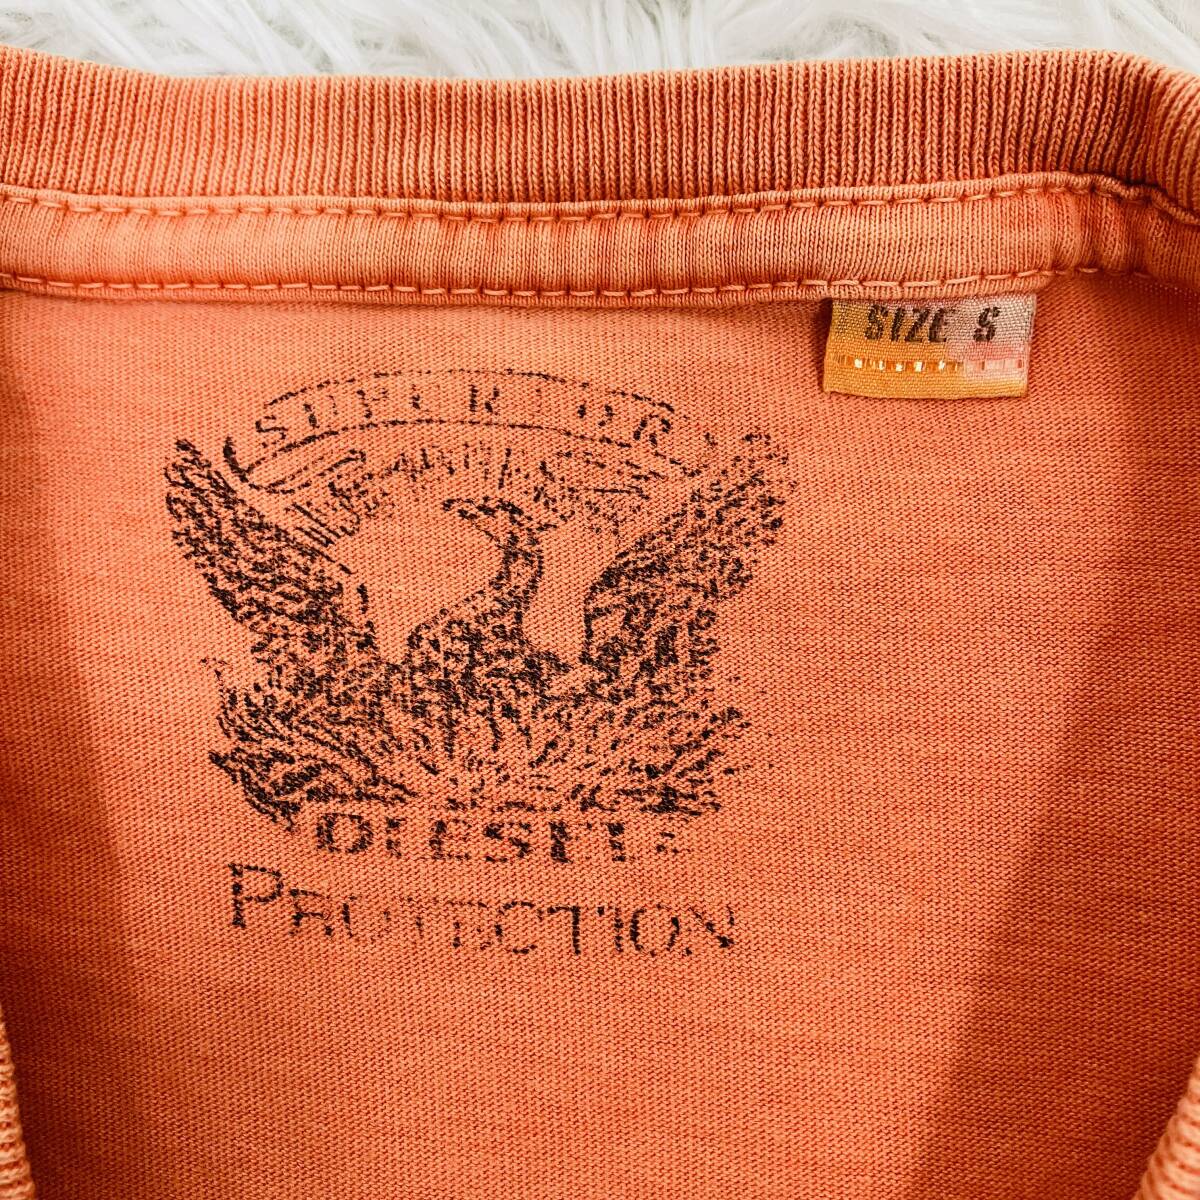 SIZE S
SUPERIOR
DIESEL
PROTECTION